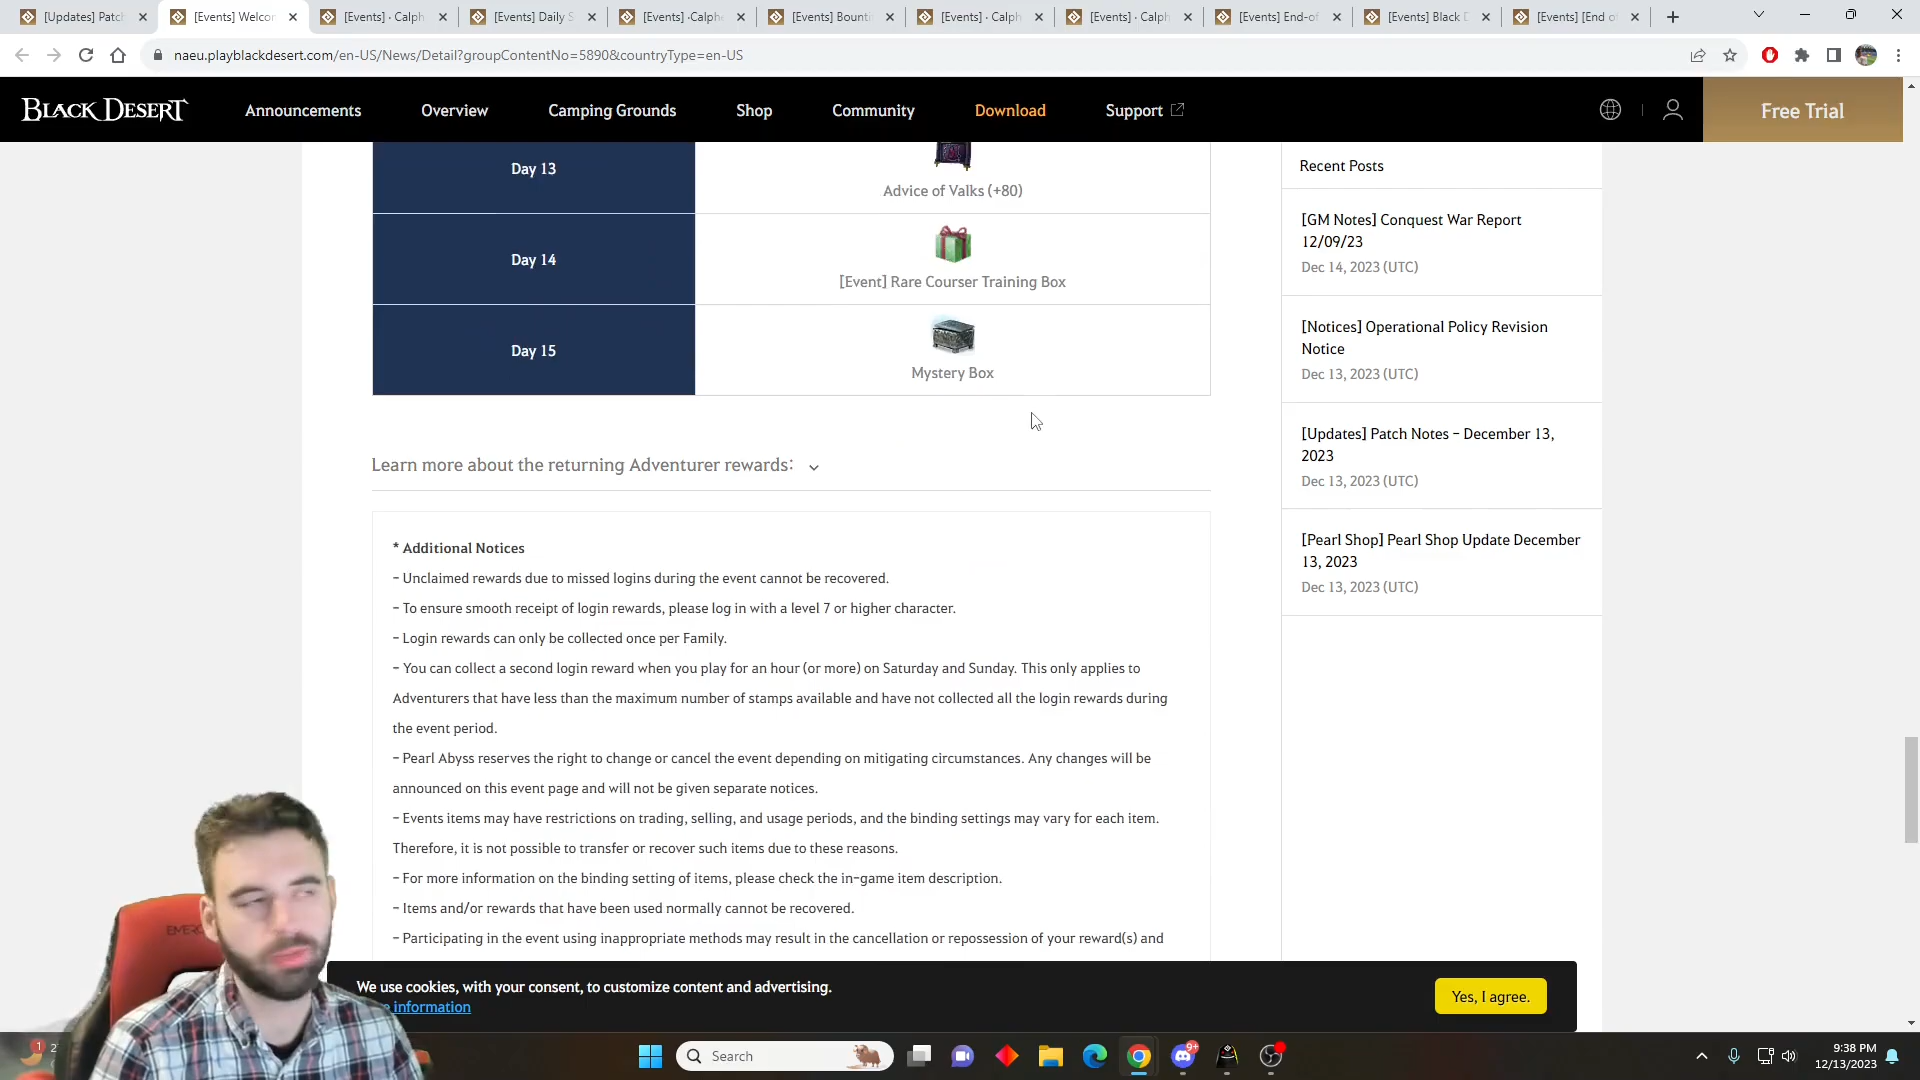 [Updates] Patch
[Events] Welcon
[Events] · Calph
[Events] Daily S
[Events] ·Calphe
[Events] Bounti
[Events] · Calph
[Events] · Calph
[Events] End-of
[Events] Black D
[Events] [End of
naeu.playblackdesert.com/en-US/News/Detail?groupContentNo=5890&countryType=en-US
BLACK DESERT
Announcements
Overview
Camping Grounds
Shop
Community
Download
Support
Free Trial
Day 13
Advice of Valks (+80)
Day 14
[Event] Rare Courser Training Box
Day 15
Mystery Box
Learn more about the returning Adventurer rewards:
* Additional Notices
- Unclaimed rewards due to missed logins during the event cannot be recovered.
- To ensure smooth receipt of login rewards, please log in with a level 7 or higher character.
- Login rewards can only be collected once per Family.
- You can collect a second login reward when you play for an hour (or more) on Saturday and Sunday. This only applies to
Adventurers that have less than the maximum number of stamps available and have not collected all the login rewards during
the event period.
- Pearl Abyss reserves the right to change or cancel the event depending on mitigating circumstances. Any changes will be
announced on this event page and will not be given separate notices.
- Events items may have restrictions on trading, selling, and usage periods, and the binding settings may vary for each item.
Therefore, it is not possible to transfer or recover such items due to these reasons.
- For more information on the binding setting of items, please check the in-game item description.
- Items and/or rewards that have been used normally cannot be recovered.
- Participating in the event using inappropriate methods may result in the cancellation or repossession of your reward(s) and
Recent Posts
[GM Notes] Conquest War Report
12/09/23
Dec 14, 2023 (UTC)
[Notices] Operational Policy Revision
Notice
Dec 13, 2023 (UTC)
[Updates] Patch Notes - December 13,
2023
Dec 13, 2023 (UTC)
[Pearl Shop] Pearl Shop Update December
13, 2023
Dec 13, 2023 (UTC)
We use cookies, with your consent, to customize content and advertising.
information
Yes, I agree.
1
2
Search
9+
9:38 PM
12/13/2023